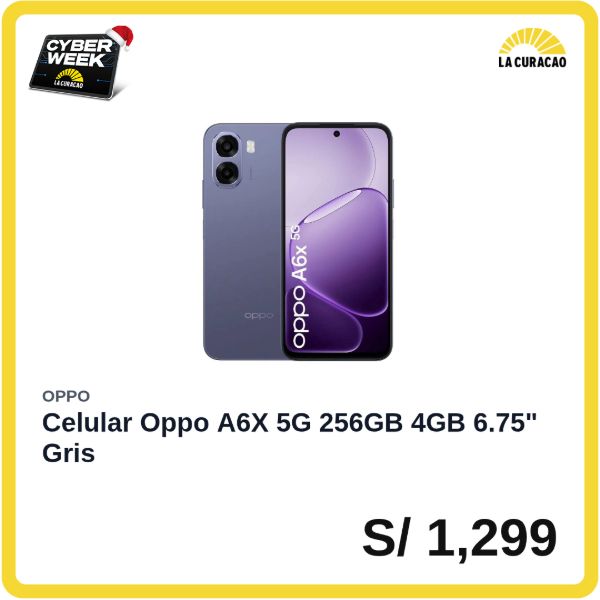 CYBER
WEEK
LA CURACAO
LA CURACAO
oppo A6x 5G
oppo
OPPO
Celular Oppo A6X 5G 256GB 4GB 6.75"
Gris
S/ 1,299